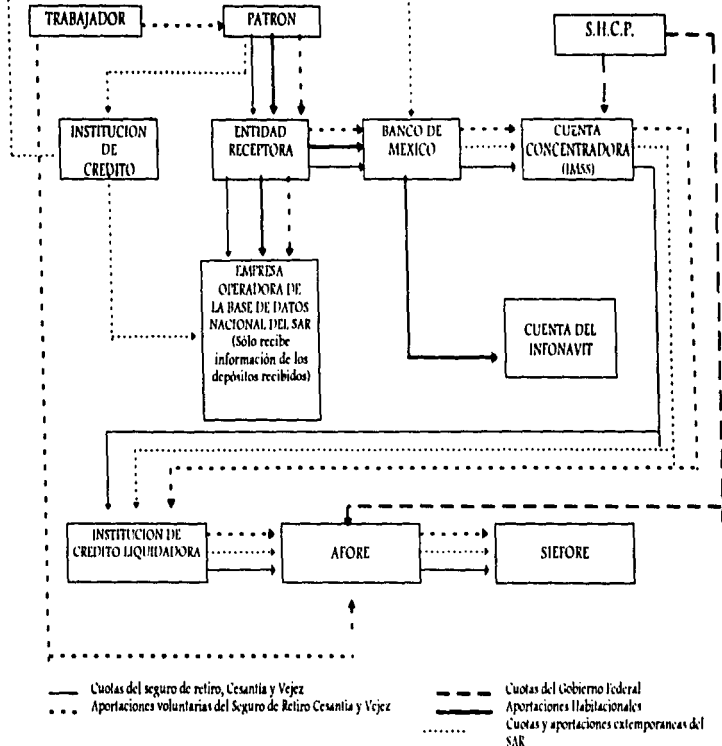 TRABAJADOR
PATRON
S.H.C.P.
INSTITUCION
DE
CREDITO
ENTIDAD
RECEPTORA
BANCO DE
MEXICO
CUENTA
CONCENTRADORA
(IMSS)
EMPRESA
OPERADORA DE
LA BASE DE DATOS
NACIONAL DEL SAR
(Sólo recibe
información de los
depósitos recibidos)
CUENTA DEL
INFONAVIT
INSTITUCION DE
CREDITO LIQUIDADORA
AFORE
SIEFORE
Cuotas del seguro de retiro, Cesantía y Vejez
Aportaciones voluntarias del Seguro de Retiro Cesantía y Vejez
Cuotas del Gobierno Federal
Aportaciones Habitacionales
Cuotas y aportaciones extemporaneas del
SAR